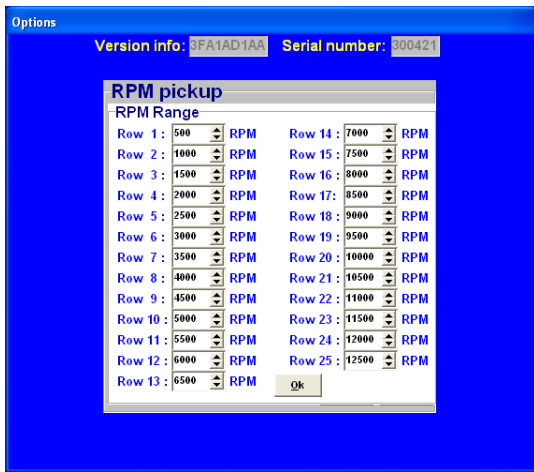 Options
Version info: 3FA1AD1AA Serial number: 300421
RPM pickup
RPM Range
Row 1 : 500 RPM Row 14 : 7000 RPM
Row 2 : 1000 RPM Row 15 : 7500 RPM
Row 3 : 1500 RPM Row 16 : 8000 RPM
Row 4 : 2000 RPM Row 17: 8500 RPM
Row 5 : 2500 RPM Row 18 : 9000 RPM
Row 6 : 3000 RPM Row 19 : 9500 RPM
Row 7 : 3500 RPM Row 20 : 10000 RPM
Row 8 : 4000 RPM Row 21 : 10500 RPM
Row 9 : 4500 RPM Row 22 : 11000 RPM
Row 10 : 5000 RPM Row 23 : 11500 RPM
Row 11 : 5500 RPM Row 24 : 12000 RPM
Row 12 : 6000 RPM Row 25 : 12500 RPM
Row 13 : 6500 RPM Ok